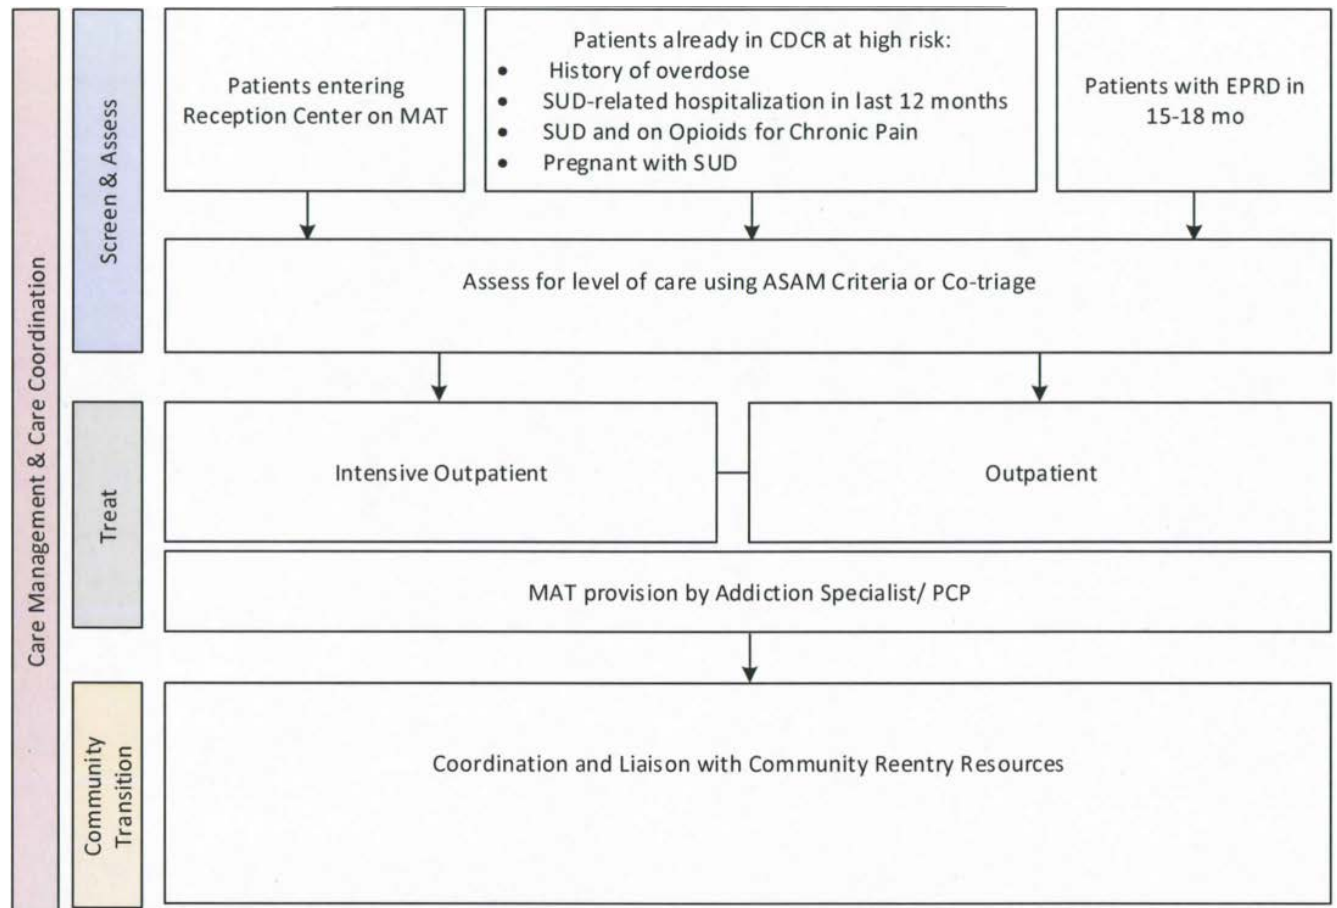 Care Management & Care Coordination
Screen & Assess
Patients entering
Reception Center on MAT
Patients already in CDCR at high risk:
• History of overdose
• SUD-related hospitalization in last 12 months
• SUD and on Opioids for Chronic Pain
• Pregnant with SUD
Patients with EPRD in
15-18 mo
Assess for level of care using ASAM Criteria or Co-triage
Treat
Intensive Outpatient
Outpatient
MAT provision by Addiction Specialist/ PCP
Community
Transition
Coordination and Liaison with Community Reentry Resources